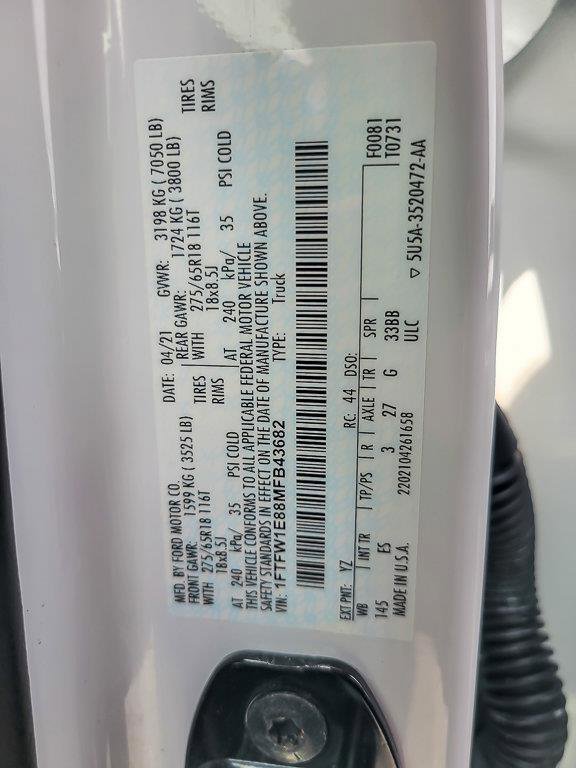 MFD. BY FORD MOTOR CO. DATE: 04/21 GVWR: 3198 KG ( 7050 LB)
FRONT GAWR: 1599 KG ( 3525 LB) REAR GAWR: 1724 KG ( 3800 LB)
WITH 275/65R18 116T TIRES WITH 275/65R18 116T TIRES
18x8.5J RIMS 18x8.5J RIMS
AT 240 kPa/ 35 PSI COLD AT 240 kPa/ 35 PSI COLD
THIS VEHICLE CONFORMS TO ALL APPLICABLE FEDERAL MOTOR VEHICLE
SAFETY STANDARDS IN EFFECT ON THE DATE OF MANUFACTURE SHOWN ABOVE.
VIN: 1FTFW1E88MFB43682 TYPE: Truck
F0081
EXT PNT: YZ RC: 44 DSO: T0731
WB INT TR TP/PS R AXLE TR SPR
145 ES 3 27 G 33BB
MADE IN U.S.A. 2202104261658 ULC ▽ 5U5A-3520472-AA